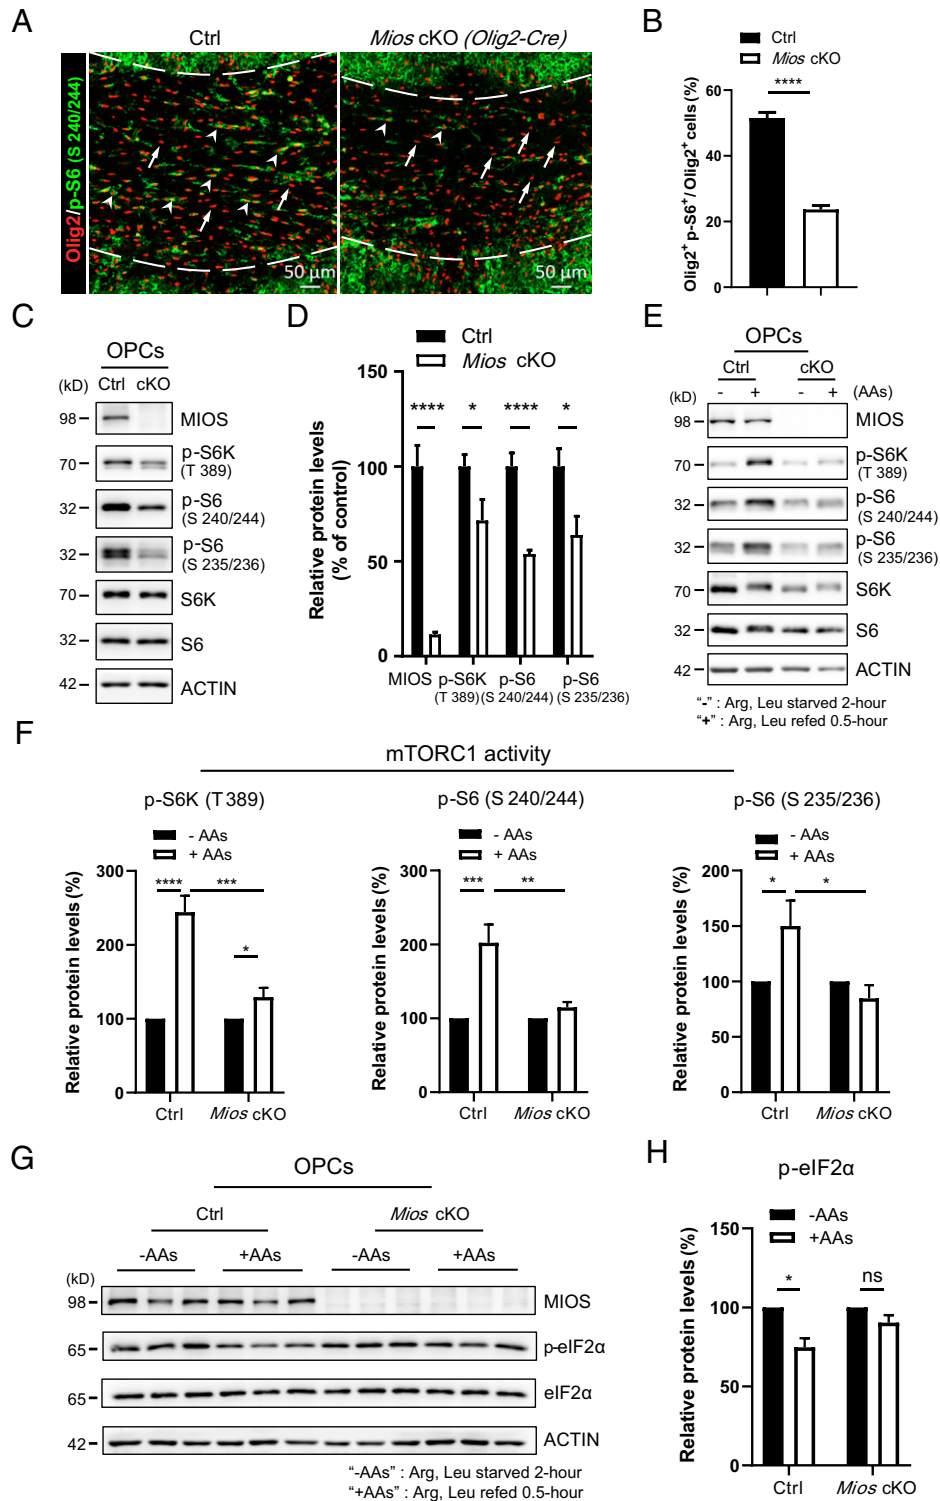 A
Ctrl
Mios cKO (Olig2-Cre)
Olig2/p-S6 (S 240/244)
50 μm
50 μm
B
Ctrl
Mios cKO
****
Olig2+ p-S6+/ Olig2+ cells (%)
60
40
20
0
C
OPCs
(kD)
Ctrl
cKO
98
MIOS
70
p-S6K
(T 389)
32
p-S6
(S 240/244)
32
p-S6
(S 235/236)
70
S6K
32
S6
42
ACTIN
D
Ctrl
Mios cKO
Relative protein levels
(% of control)
150
100
50
0
****
*
****
*
MIOS
p-S6K
(T 389)
p-S6
(S 240/244)
p-S6
(S 235/236)
E
OPCs
Ctrl
cKO
(kD)
- + - + (AAs)
98
MIOS
70
p-S6K
(T 389)
32
p-S6
(S 240/244)
32
p-S6
(S 235/236)
70
S6K
32
S6
42
ACTIN
“-” : Arg, Leu starved 2-hour
“+” : Arg, Leu refed 0.5-hour
F
mTORC1 activity
p-S6K (T 389)
- AAs
+ AAs
Relative protein levels (%)
300
200
100
0
****
***
*
Ctrl
Mios cKO
p-S6 (S 240/244)
- AAs
+ AAs
Relative protein levels (%)
300
200
100
0
***
**
Ctrl
Mios cKO
p-S6 (S 235/236)
- AAs
+ AAs
Relative protein levels (%)
200
150
100
50
0
*
*
Ctrl
Mios cKO
G
OPCs
Ctrl
Mios cKO
-AAs
+AAs
-AAs
+AAs
(kD)
98
MIOS
65
p-eIF2α
65
eIF2α
42
ACTIN
“-AAs” : Arg, Leu starved 2-hour
“+AAs” : Arg, Leu refed 0.5-hour
H
p-eIF2α
-AAs
+AAs
Relative protein levels (%)
150
100
50
0
*
ns
Ctrl
Mios cKO